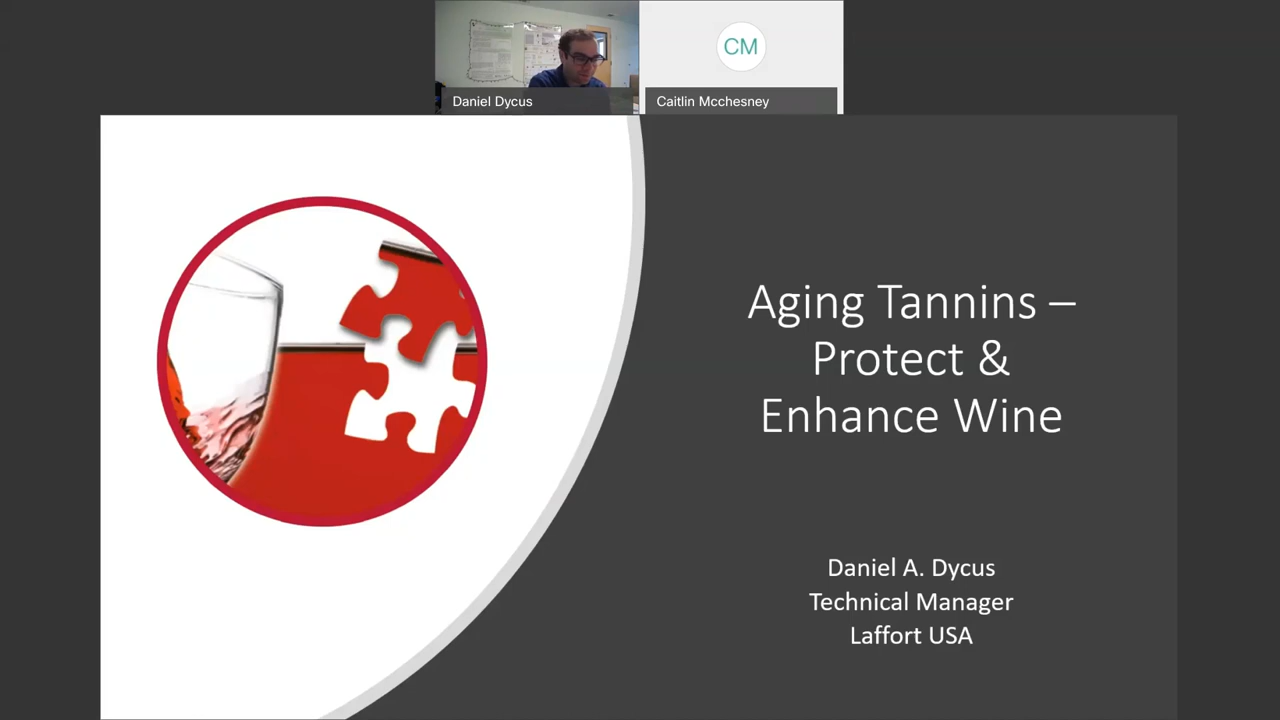 CM
Daniel Dycus
Caitlin Mcchesney
Aging Tannins –
Protect &
Enhance Wine
Daniel A. Dycus
Technical Manager
Laffort USA